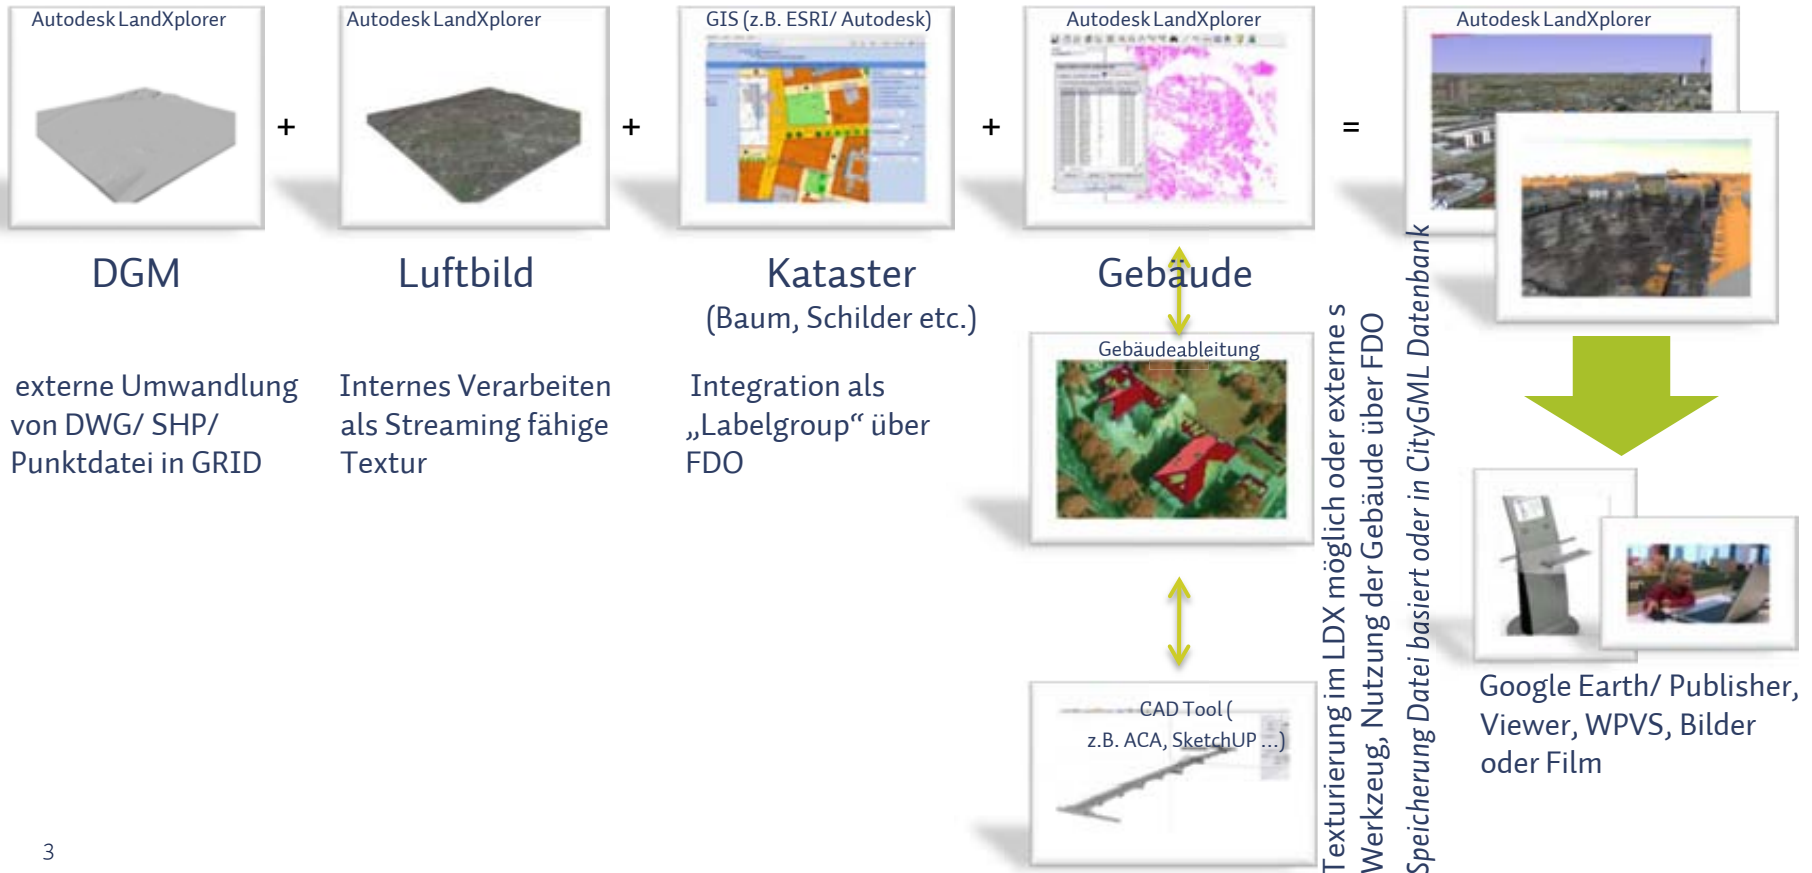 Autodesk LandXplorer
Autodesk LandXplorer
GIS (z.B. ESRI/ Autodesk)
Autodesk LandXplorer
Autodesk LandXplorer
+
+
+
=
DGM
Luftbild
Kataster
(Baum, Schilder etc.)
Gebäude
externe Umwandlung
von DWG/ SHP/
Punktdatei in GRID
Internes Verarbeiten
als Streaming fähige
Textur
Integration als
„Labelgroup“ über
FDO
Gebäudeableitung
CAD Tool (
z.B. ACA, SketchUP ...)
Texturierung im LDX möglich oder externe s
Werkzeug, Nutzung der Gebäude über FDO
Speicherung Datei basiert oder in CityGML Datenbank
Google Earth/ Publisher,
Viewer, WPVS, Bilder
oder Film
3